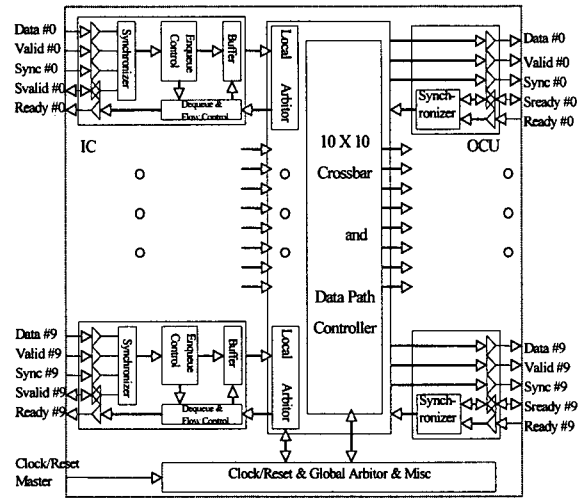 Data #0
Valid #0
Sync #0
Svalid #0
Ready #0
Synchronizer
Enqueue
Control
Buffer
Dequeue &
Flow Control
IC
Local
Arbitor
10 X 10
Crossbar
and
Data Path
Controller
Synch-
ronizer
OCU
Data #0
Valid #0
Sync #0
Sready #0
Ready #0
Data #9
Valid #9
Sync #9
Svalid #9
Ready #9
Synchronizer
Enqueue
Control
Buffer
Dequeue &
Flow Control
Local
Arbitor
Synch-
ronizer
Data #9
Valid #9
Sync #9
Sready #9
Ready #9
Clock/Reset
Master
Clock/Reset & Global Arbitor & Misc